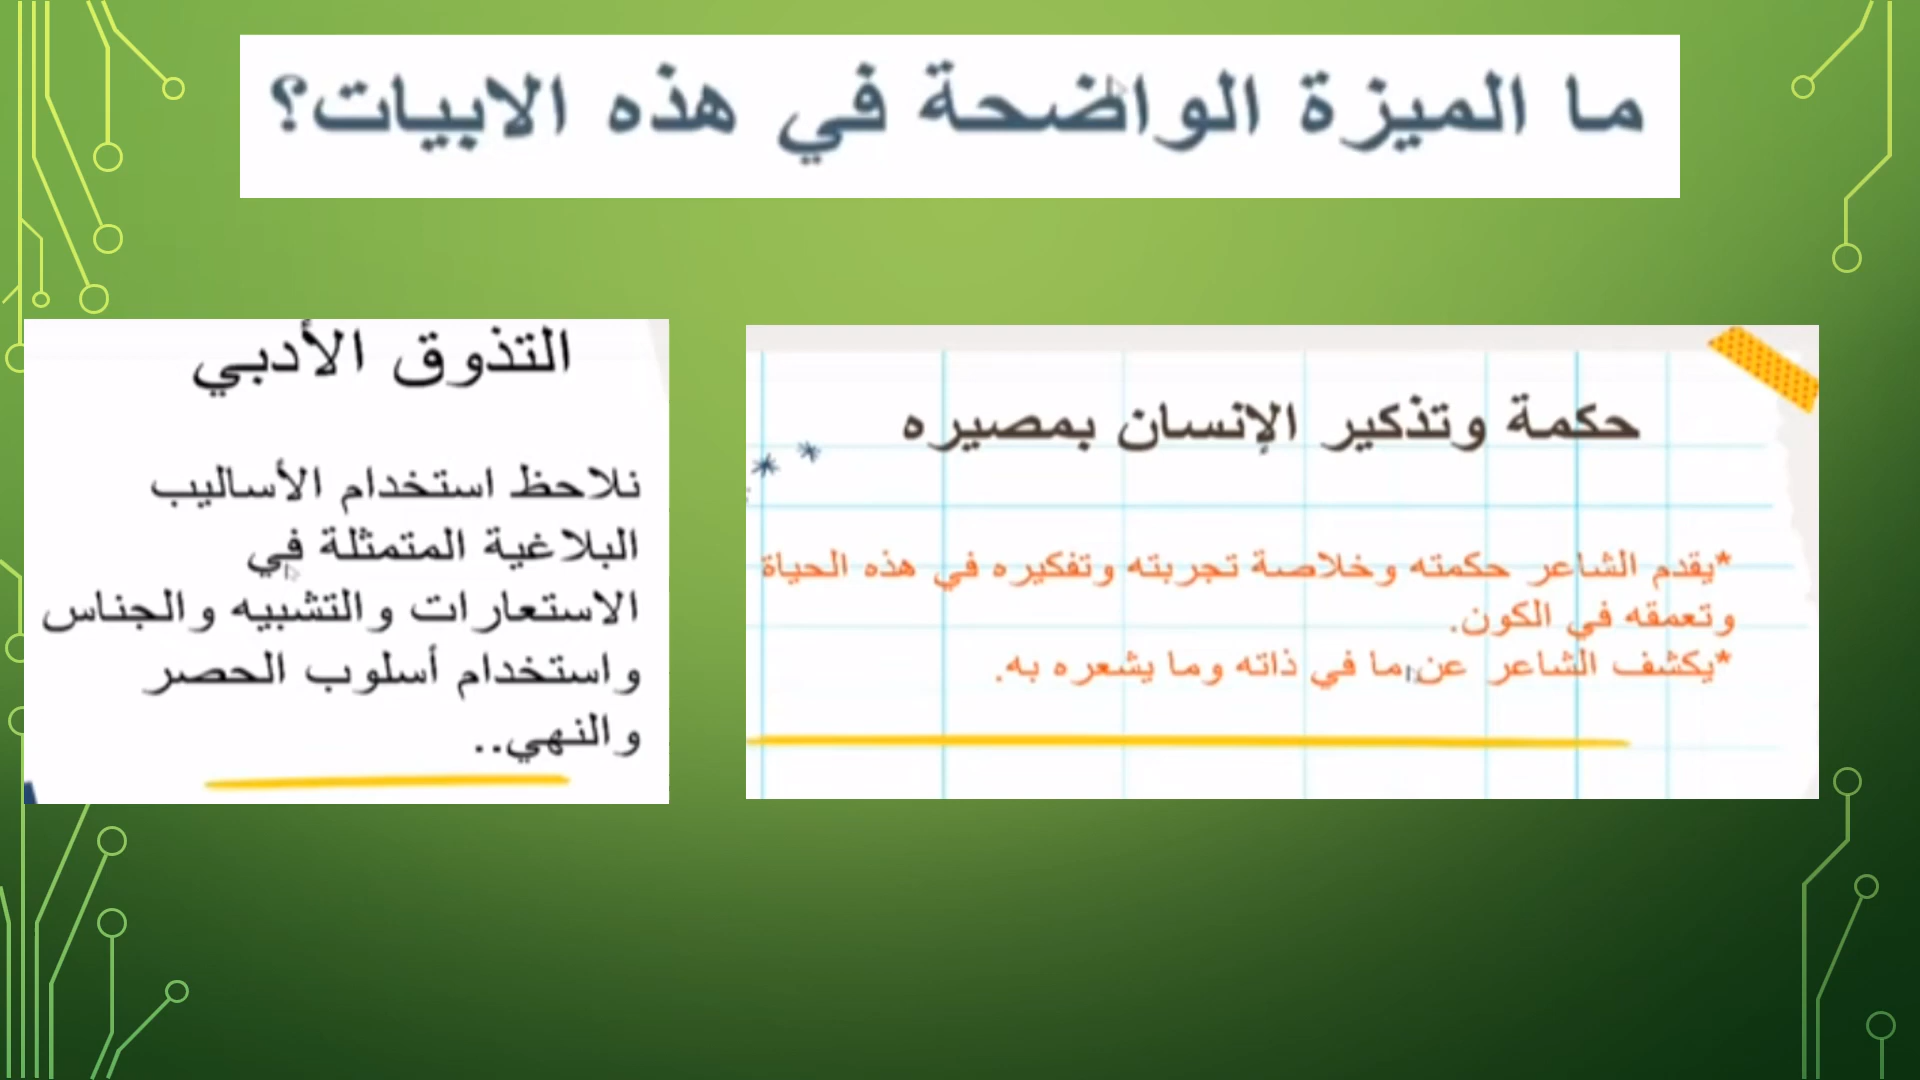 ما الميزة الواضحة في هذه الابيات؟
حكمة وتذكير الإنسان بمصيره
*يقدم الشاعر حكمته وخلاصة تجربته وتفكيره في هذه الحياة
وتعمقه في الكون.
*يكشف الشاعر عن ما في ذاته وما يشعره به.
التذوق الأدبي
نلاحظ استخدام الأساليب
البلاغية المتمثلة في
الاستعارات والتشبيه والجناس
واستخدام أسلوب الحصر
والنهي..